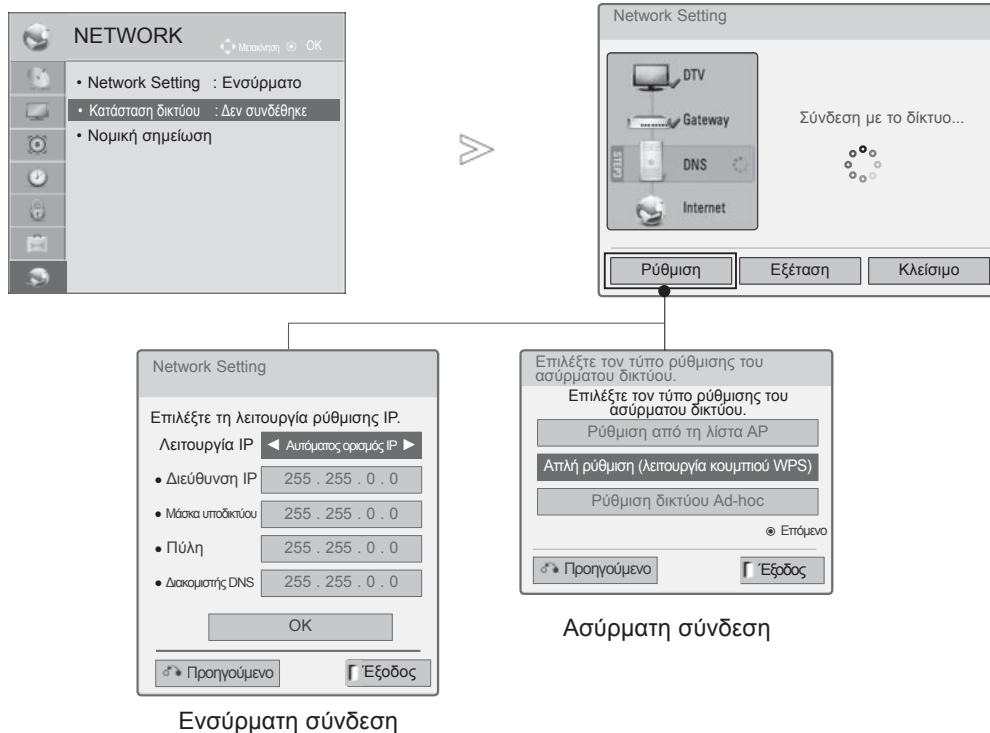 NETWORK
Μετακίνηση OK
• Network Setting : Ενσύρματο
• Κατάσταση δικτύου : Δεν συνδέθηκε
• Νομική σημείωση
Network Setting
DTV
Gateway
STEP3 DNS
Internet
Σύνδεση με το δίκτυο...
Ρύθμιση Εξέταση Κλείσιμο
Network Setting
Επιλέξτε τη λειτουργία ρύθμισης IP.
Λειτουργία IP ◄ Αυτόματος ορισμός IP ►
• Διεύθυνση IP 255 . 255 . 0 . 0
• Μάσκα υποδικτύου 255 . 255 . 0 . 0
• Πύλη 255 . 255 . 0 . 0
• Διακομιστής DNS 255 . 255 . 0 . 0
OK
Προηγούμενο Έξοδος
Ενσύρματη σύνδεση
Επιλέξτε τον τύπο ρύθμισης του
ασύρματου δικτύου.
Επιλέξτε τον τύπο ρύθμισης του
ασύρματου δικτύου.
Ρύθμιση από τη λίστα AP
Απλή ρύθμιση (λειτουργία κουμπιού WPS)
Ρύθμιση δικτύου Ad-hoc
Επόμενο
Προηγούμενο Έξοδος
Ασύρματη σύνδεση